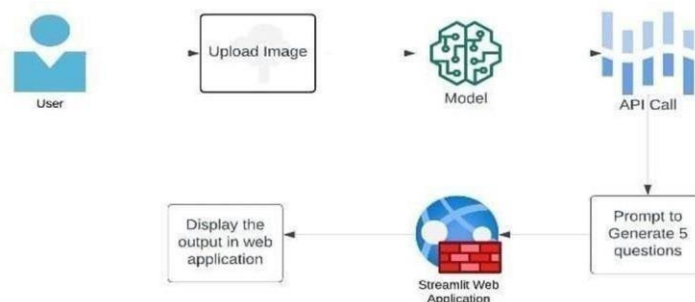 User
Upload Image
Model
API Call
Prompt to
Generate 5
questions
Streamlit Web
Application
Display the
output in web
application